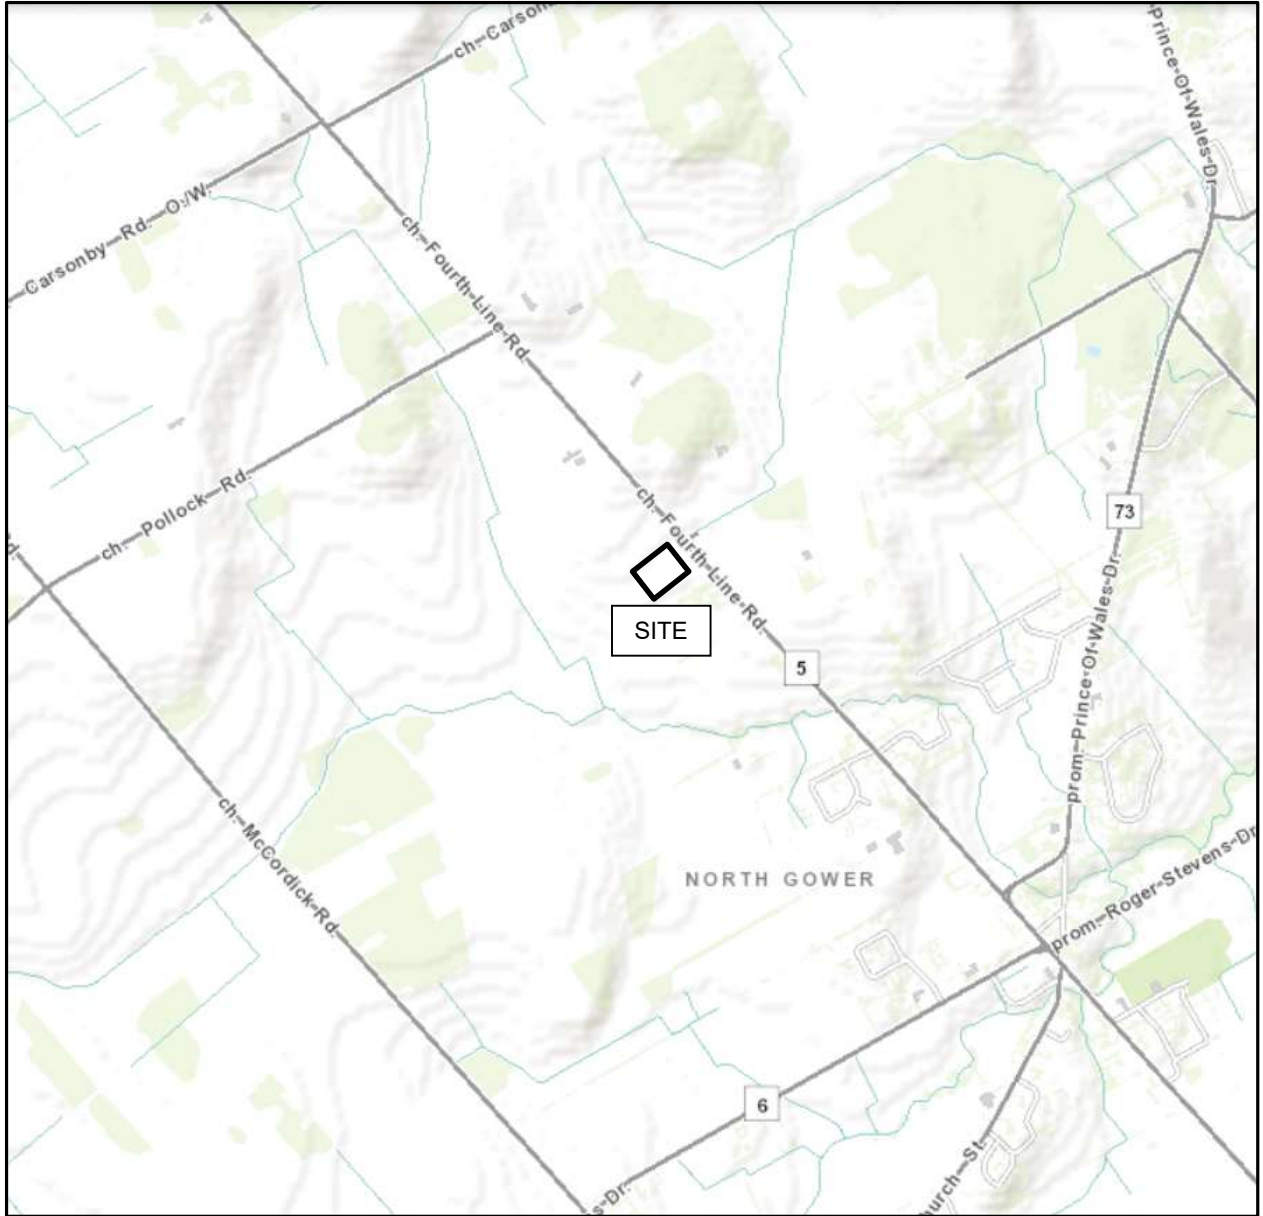 ch. Carson
Prince Of Wales Dr
Carsonby Rd. O./W.
ch. Fourth Line Rd.
ch. Pollock Rd.
73
ch. Fourth Line Rd.
SITE
5
prom. Prince Of Wales Dr.
ch. McCordick Rd.
NORTH GOWER
prom. Roger Stevens Dr
6
s Dr.
hurch St.